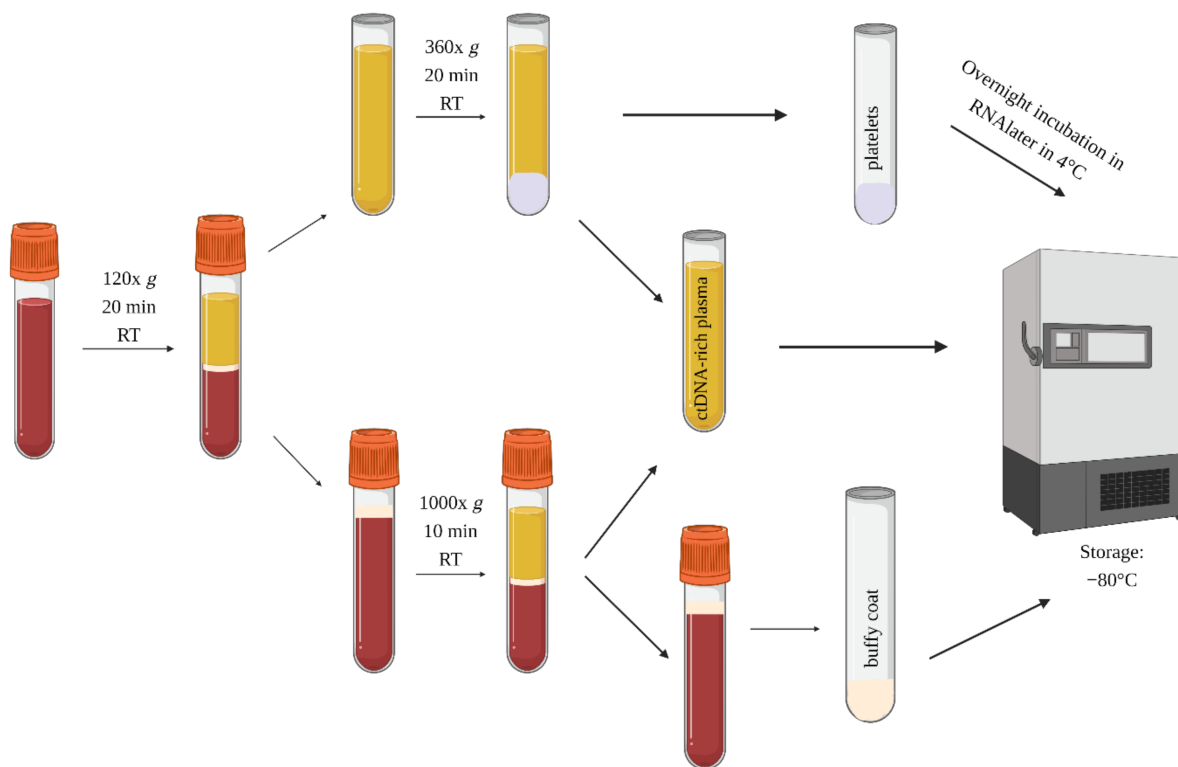 120x g
20 min
RT
360x g
20 min
RT
platelets
Overnight incubation in
RNAlater in 4°C
ctDNA-rich plasma
1000x g
10 min
RT
buffy coat
Storage:
−80°C